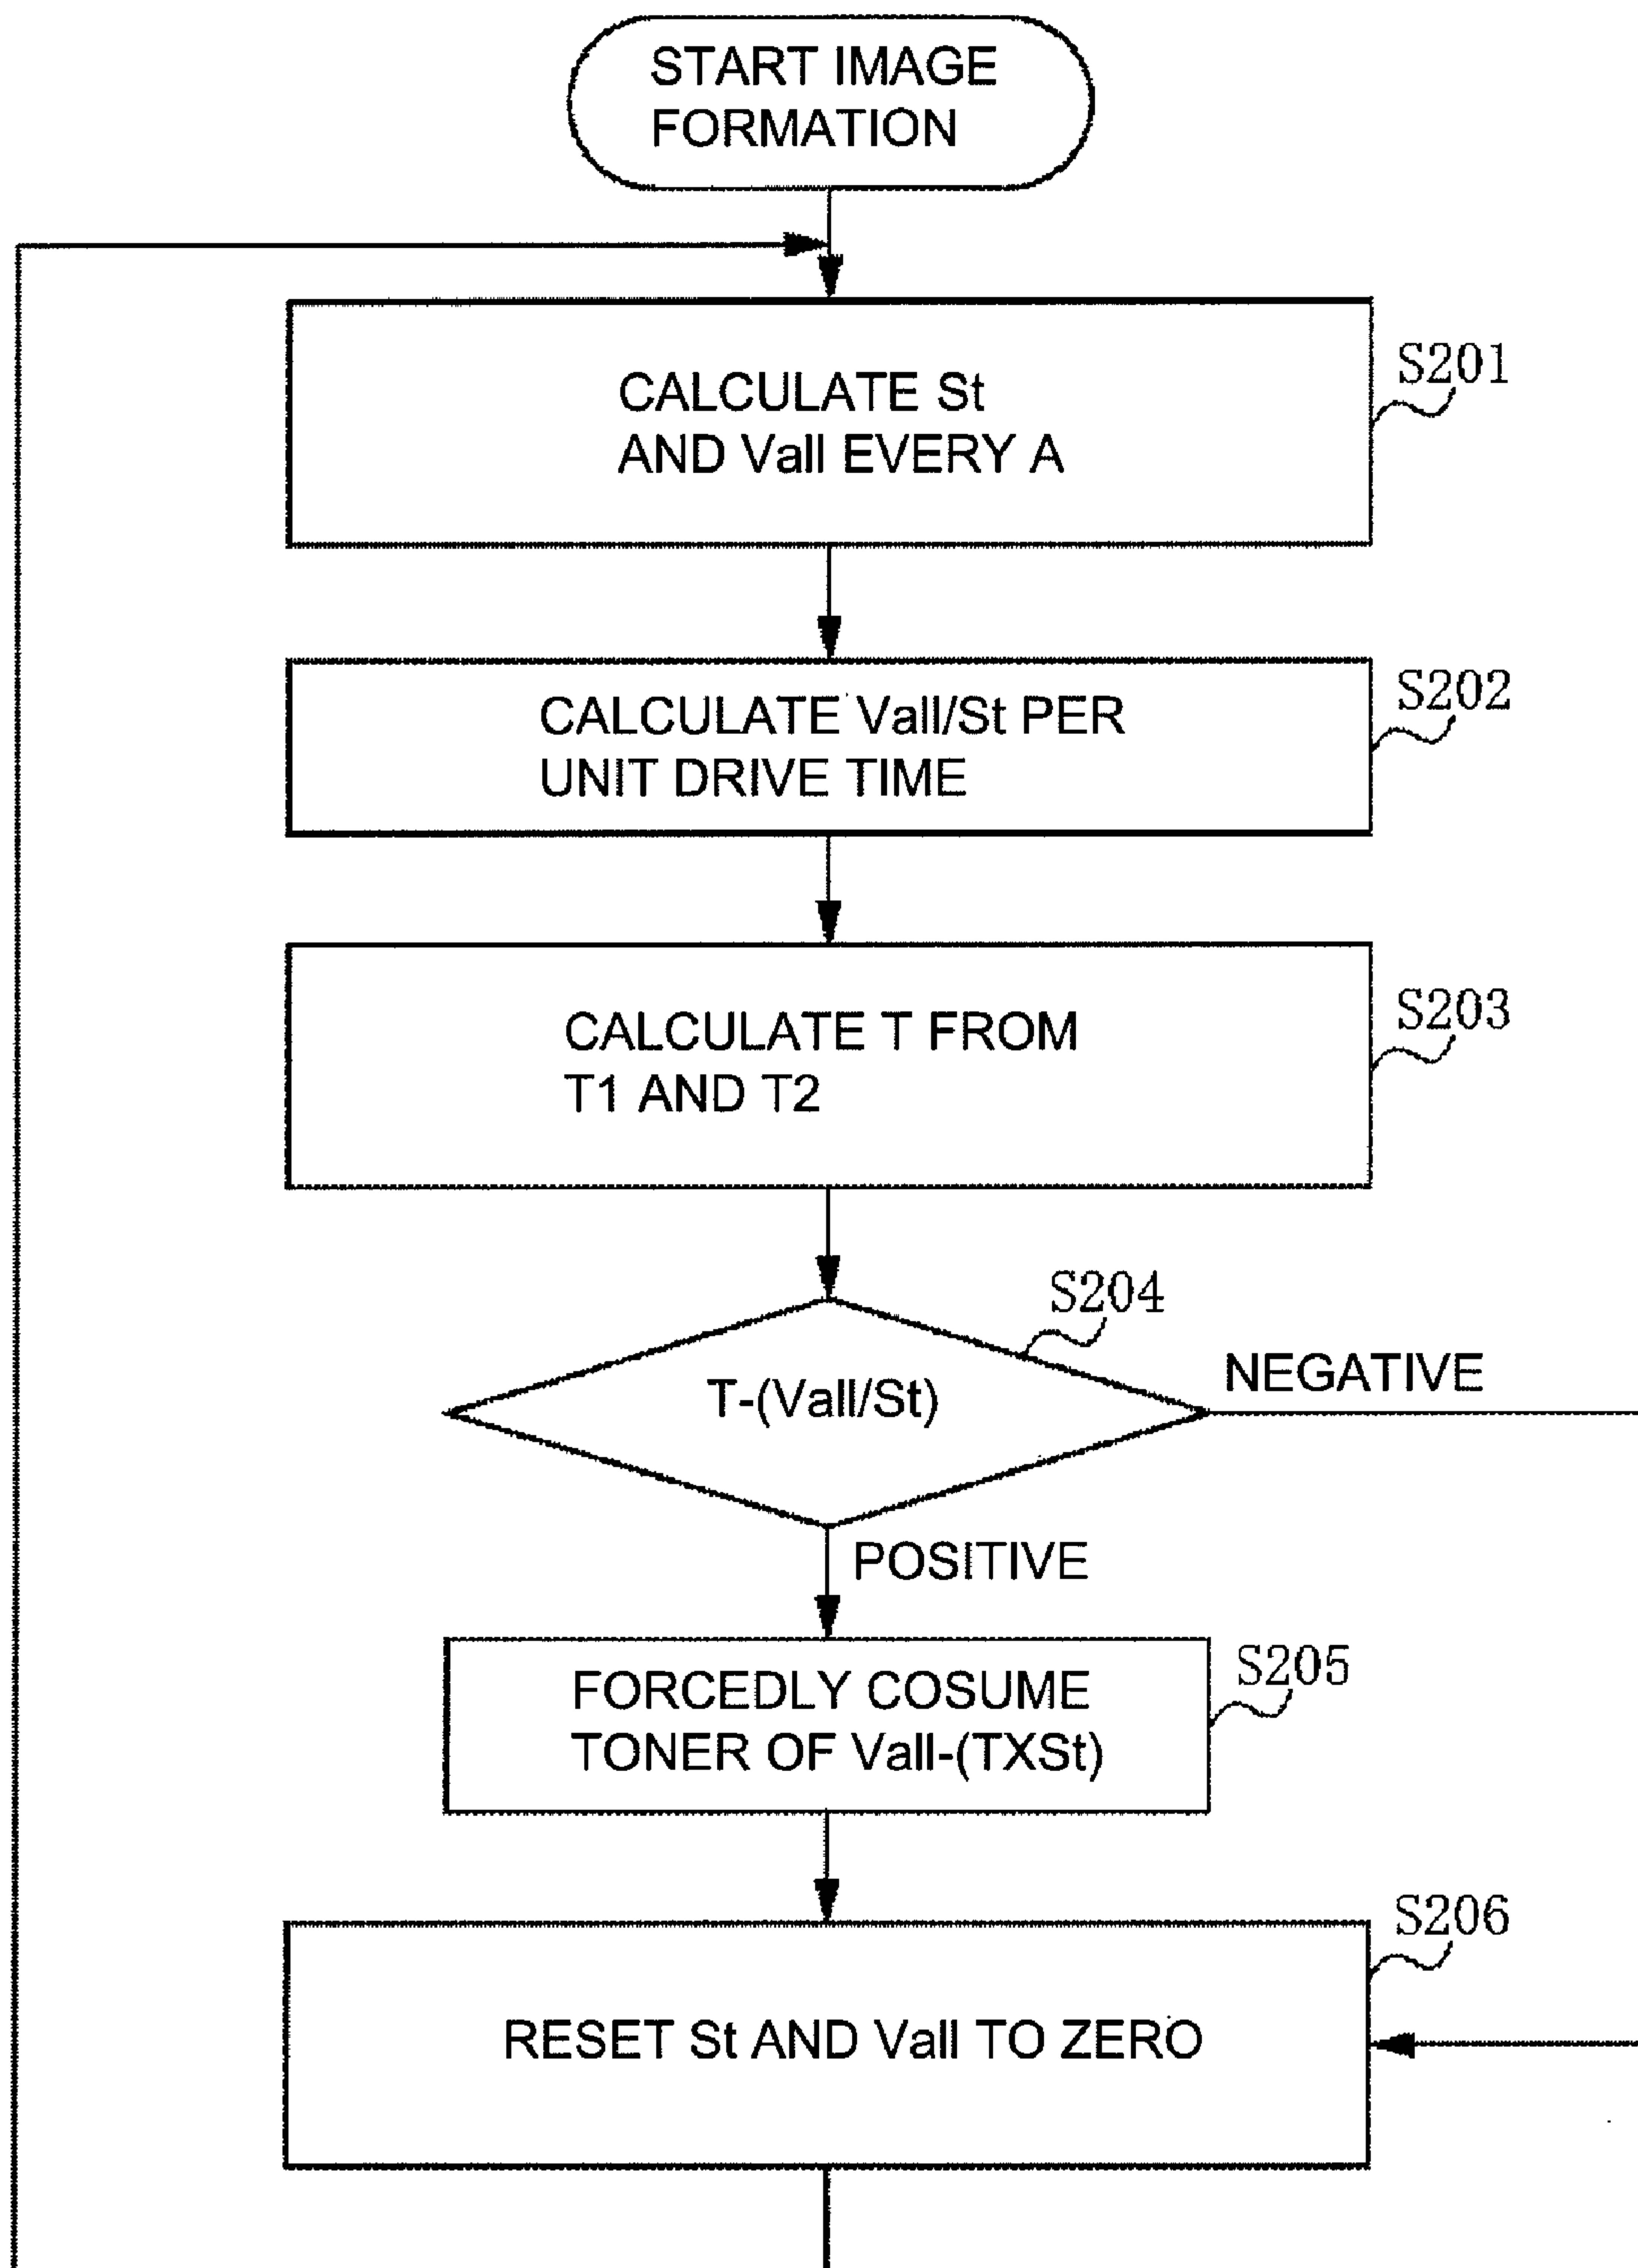 START IMAGE
FORMATION
CALCULATE St
AND Vall EVERY A
S201
CALCULATE Vall/St PER
UNIT DRIVE TIME
S202
CALCULATE T FROM
T1 AND T2
S203
S204
T-(Vall/St)
NEGATIVE
POSITIVE
FORCEDLY COSUME
TONER OF Vall-(TXSt)
S205
S206
RESET St AND Vall TO ZERO